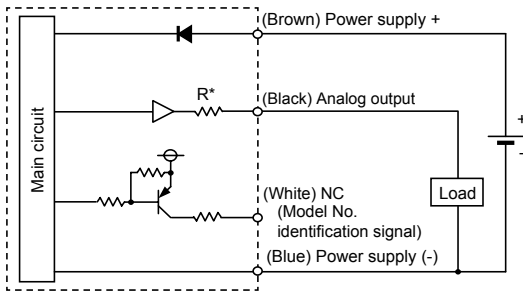 (Brown) Power supply +
R*
(Black) Analog output
Main circuit
+
-
Load
(White) NC
(Model No.
identification signal)
(Blue) Power supply (-)